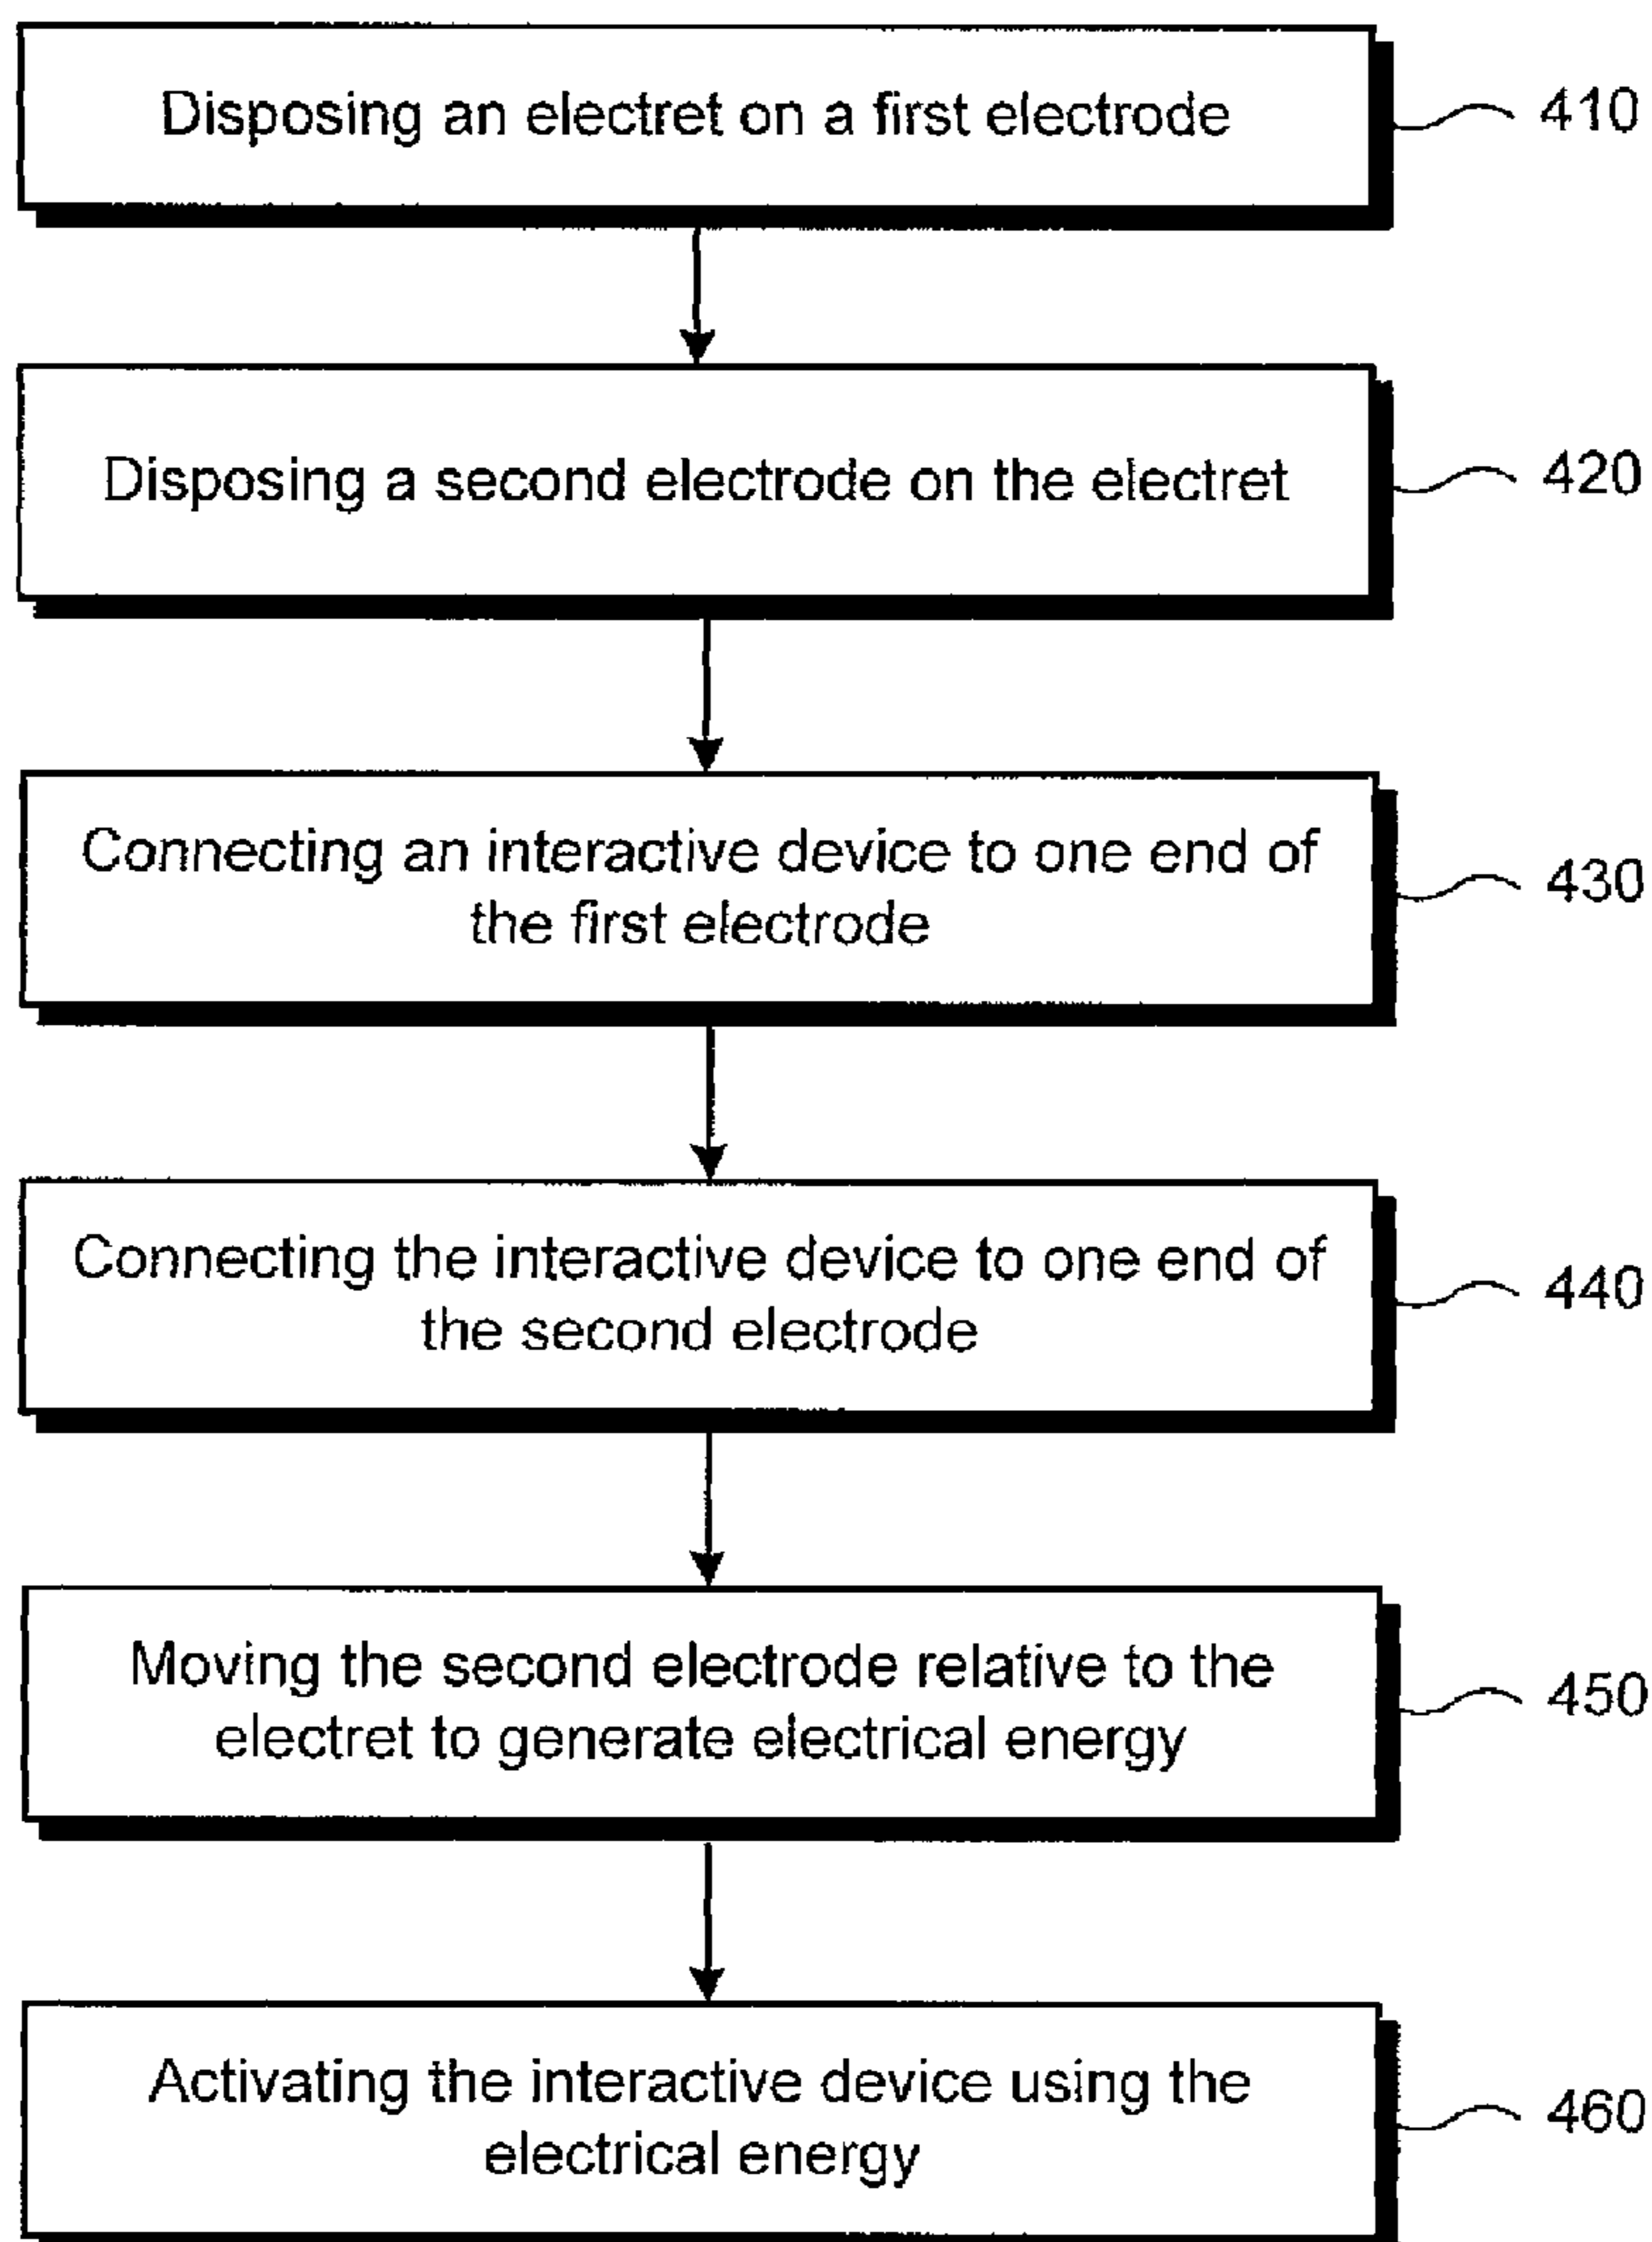 Disposing an electret on a first electrode
410
Disposing a second electrode on the electret
420
Connecting an interactive device to one end of
the first electrode
430
Connecting the interactive device to one end of
the second electrode
440
Moving the second electrode relative to the
electret to generate electrical energy
450
Activating the interactive device using the
electrical energy
460